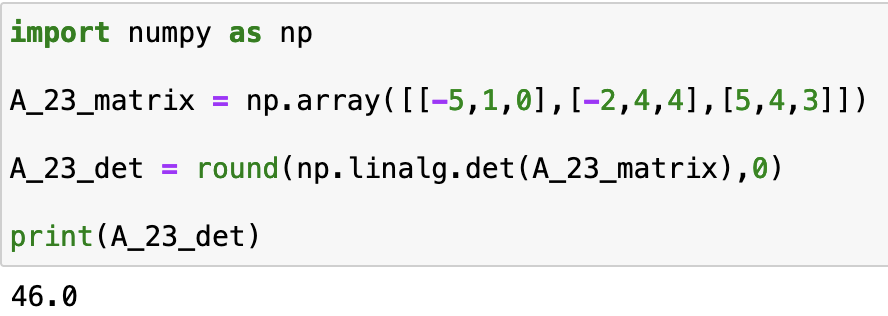 import numpy as np
A_23_matrix = np.array([[-5,1,0],[-2,4,4],[5,4,3]])
A_23_det = round(np.linalg.det(A_23_matrix),0)
print(A_23_det)
46.0